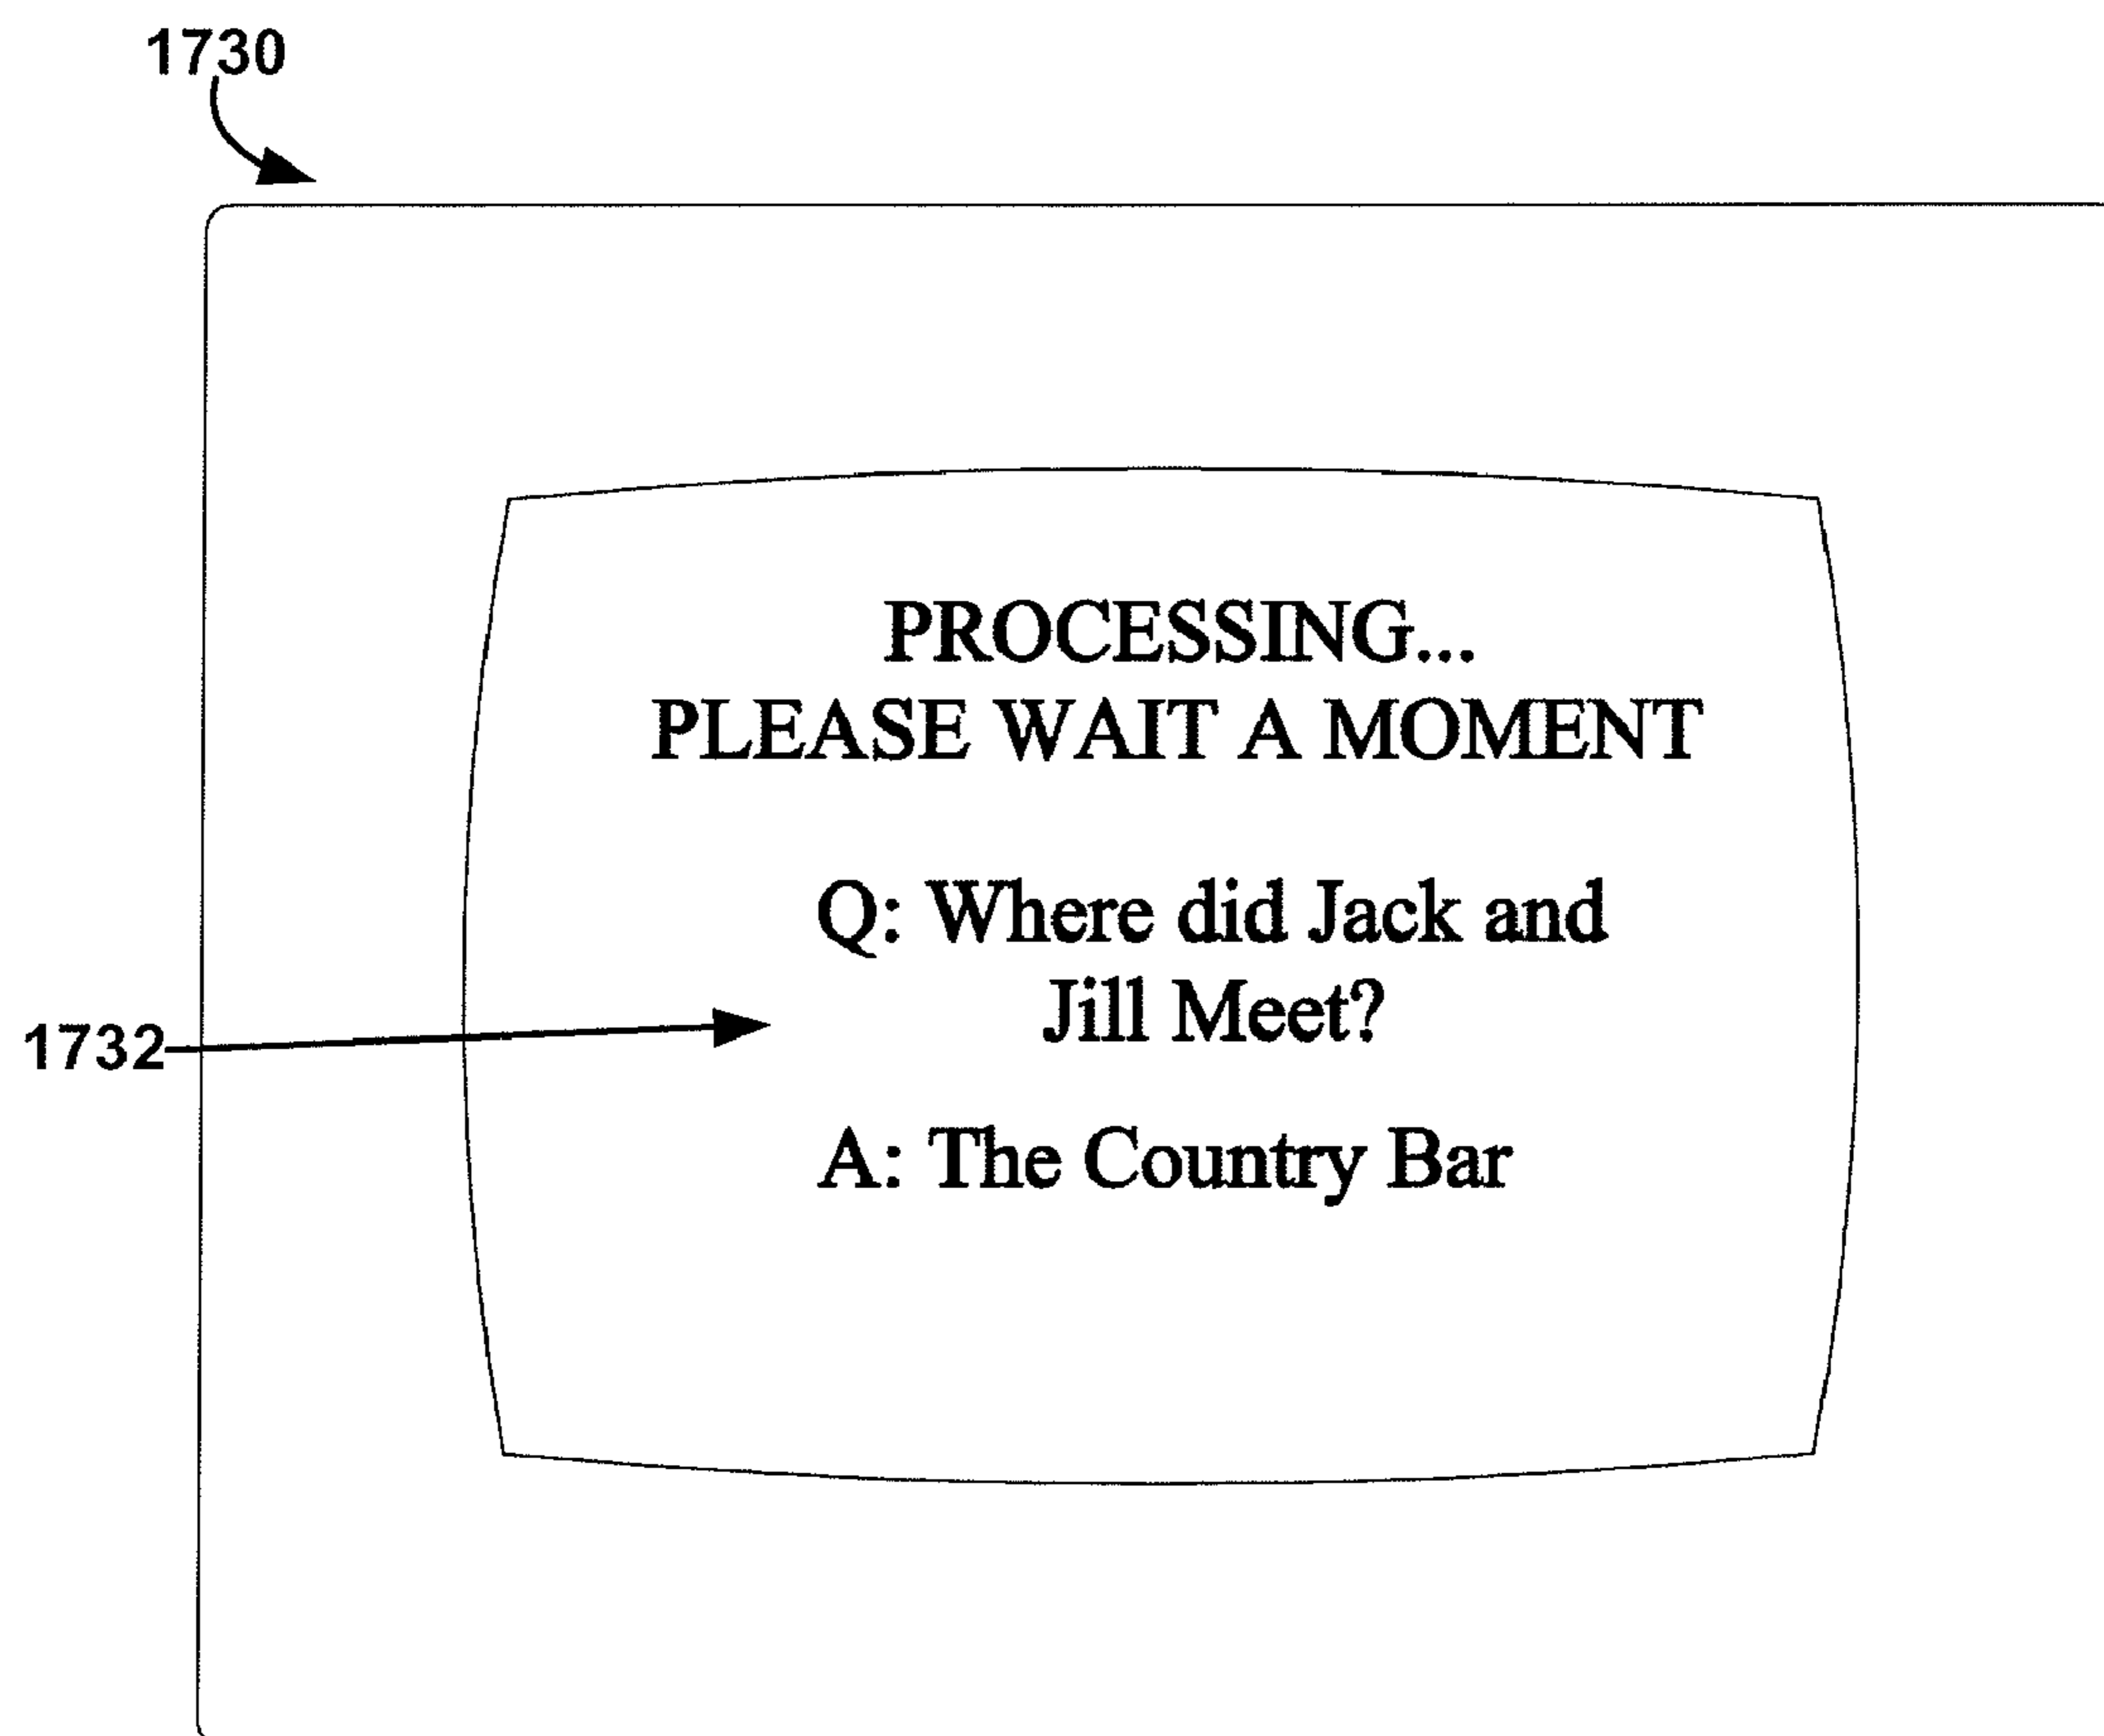 1730
PROCESSING...
PLEASE WAIT A MOMENT
Q: Where did Jack and
Jill Meet?
1732
A: The Country Bar